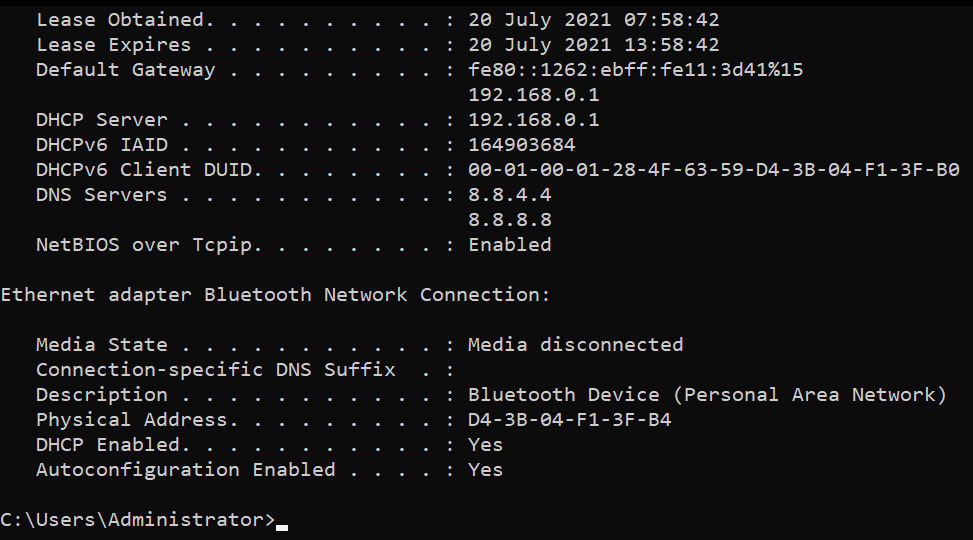 Lease Obtained. . . . . . . . . . : 20 July 2021 07:58:42
Lease Expires . . . . . . . . . . : 20 July 2021 13:58:42
Default Gateway . . . . . . . . . : fe80::1262:ebff:fe11:3d41%15
192.168.0.1
DHCP Server . . . . . . . . . . . : 192.168.0.1
DHCPv6 IAID . . . . . . . . . . . : 164903684
DHCPv6 Client DUID. . . . . . . . : 00-01-00-01-28-4F-63-59-D4-3B-04-F1-3F-B0
DNS Servers . . . . . . . . . . . : 8.8.4.4
8.8.8.8
NetBIOS over Tcpip. . . . . . . . : Enabled
Ethernet adapter Bluetooth Network Connection:
Media State . . . . . . . . . . . : Media disconnected
Connection-specific DNS Suffix  . :
Description . . . . . . . . . . . : Bluetooth Device (Personal Area Network)
Physical Address. . . . . . . . . : D4-3B-04-F1-3F-B4
DHCP Enabled. . . . . . . . . . . : Yes
Autoconfiguration Enabled . . . . : Yes
C:\Users\Administrator>